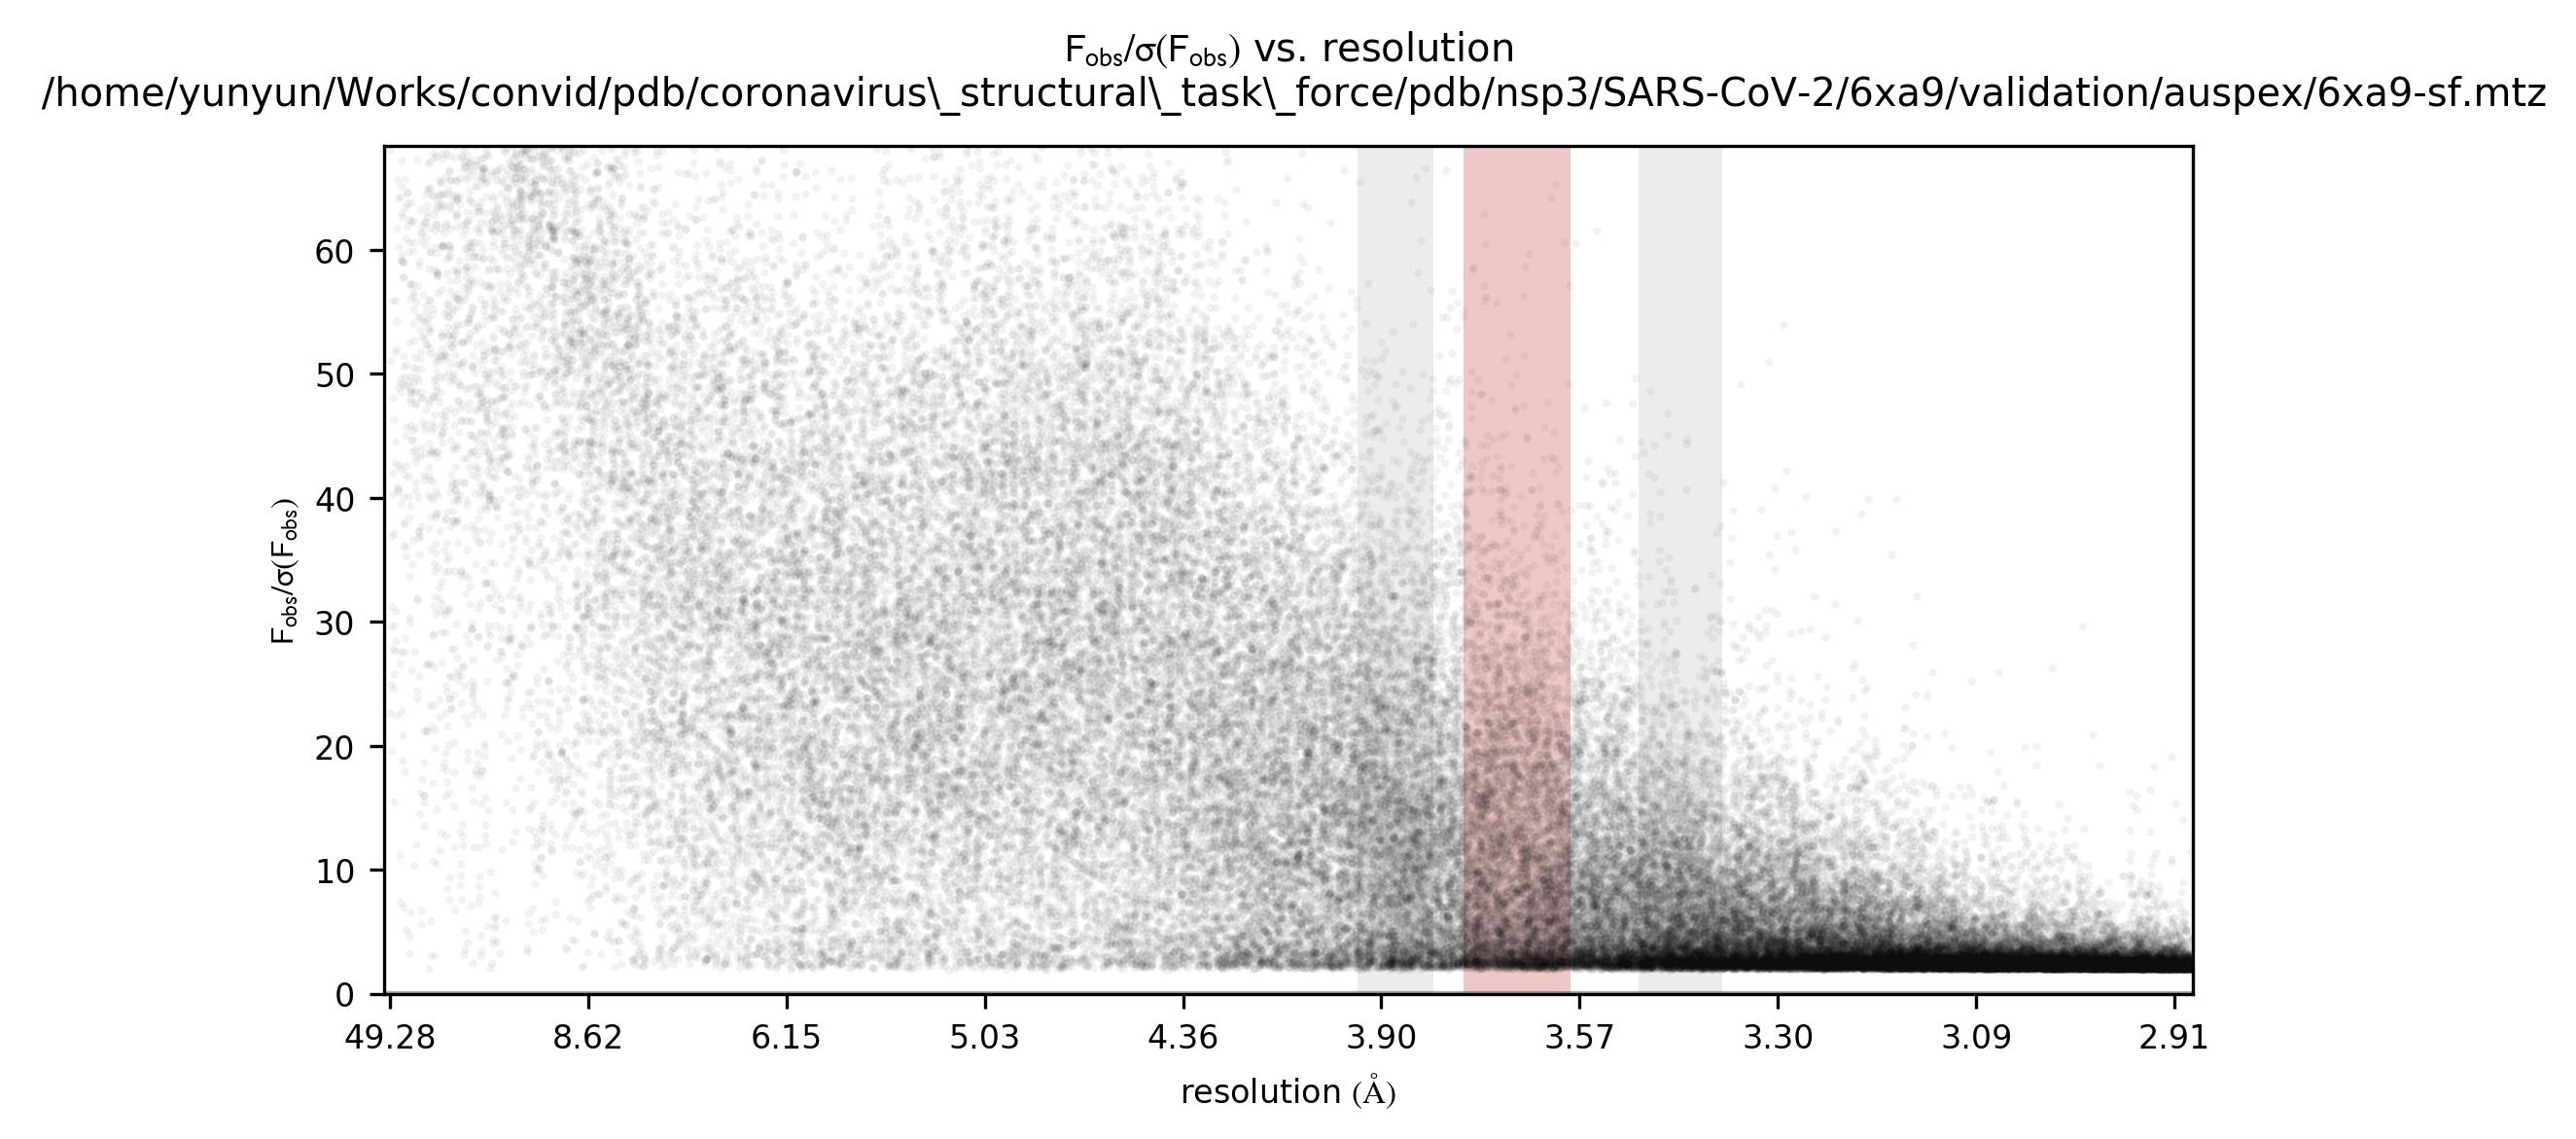 Fobs/σ(Fobs) vs. resolution
/home/yunyun/Works/convid/pdb/coronavirus\_structural\_task\_force/pdb/nsp3/SARS-CoV-2/6xa9/validation/auspex/6xa9-sf.mtz
Fobs/σ(Fobs)
60
50
40
30
20
10
0
49.28 8.62 6.15 5.03 4.36 3.90 3.57 3.30 3.09 2.91
resolution (Å)